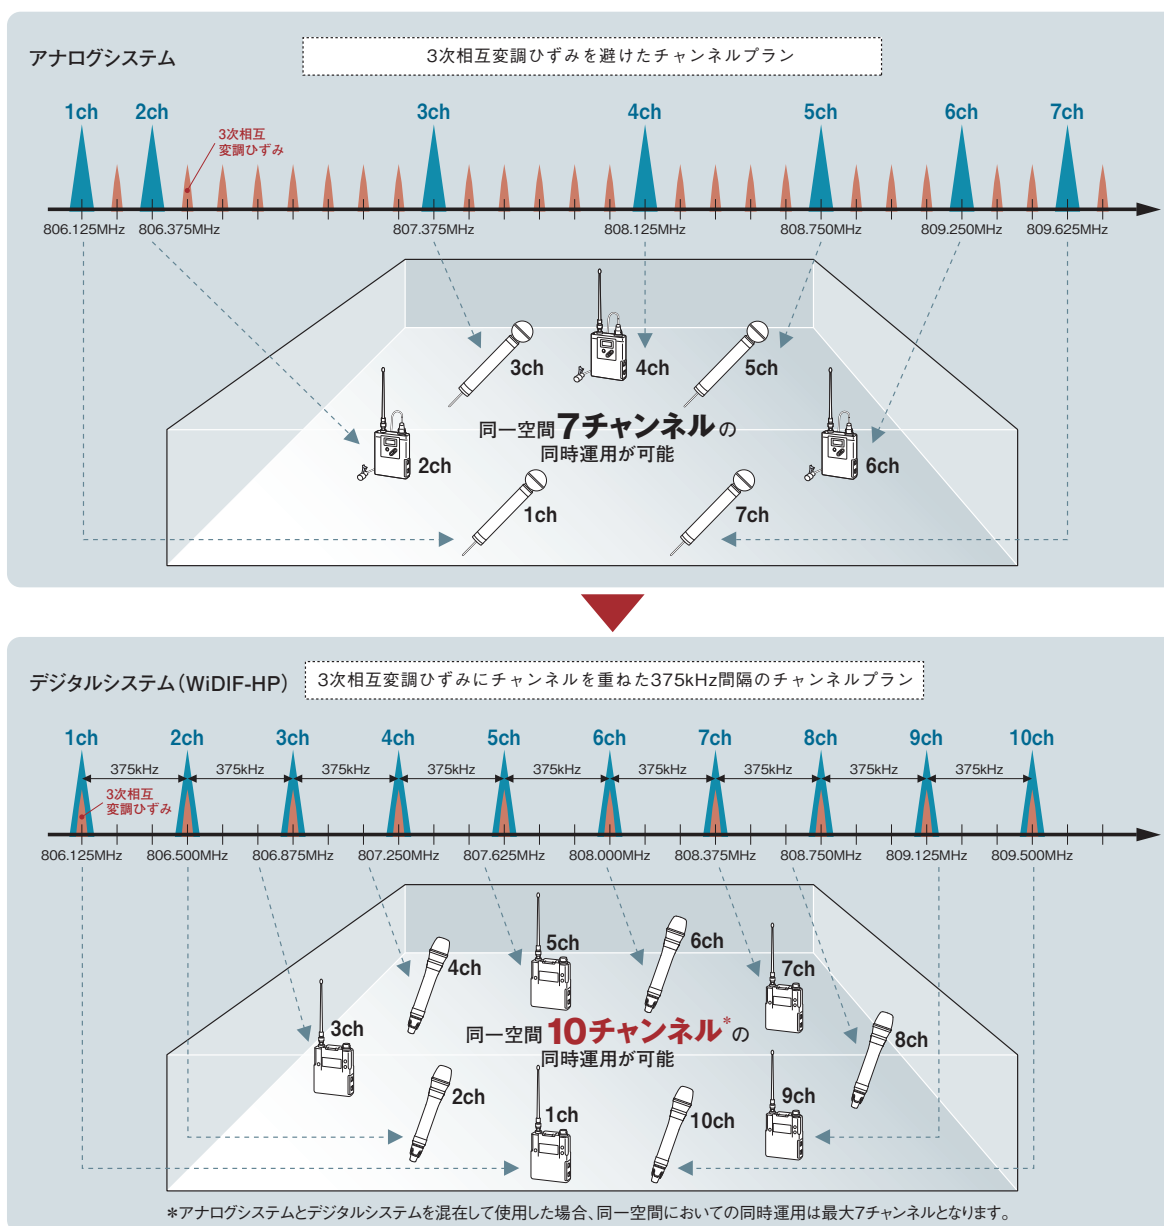 アナログシステム
3次相互変調ひずみを避けたチャンネルプラン
1ch 2ch 3ch 4ch 5ch 6ch 7ch
3次相互
変調ひずみ
806.125MHz 806.375MHz 807.375MHz 808.125MHz 808.750MHz 809.250MHz 809.625MHz
3ch 4ch 5ch
同一空間7チャンネルの
同時運用が可能
2ch 6ch
1ch 7ch
デジタルシステム(WiDIF-HP)
3次相互変調ひずみにチャンネルを重ねた375kHz間隔のチャンネルプラン
1ch 2ch 3ch 4ch 5ch 6ch 7ch 8ch 9ch 10ch
375kHz 375kHz 375kHz 375kHz 375kHz 375kHz 375kHz 375kHz 375kHz
3次相互
変調ひずみ
806.125MHz 806.500MHz 806.875MHz 807.250MHz 807.625MHz 808.000MHz 808.375MHz 808.750MHz 809.125MHz 809.500MHz
4ch 5ch 6ch 7ch
3ch 8ch
同一空間10チャンネル*の
同時運用が可能
2ch 1ch 10ch 9ch
*アナログシステムとデジタルシステムを混在して使用した場合、同一空間においての同時運用は最大7チャンネルとなります。